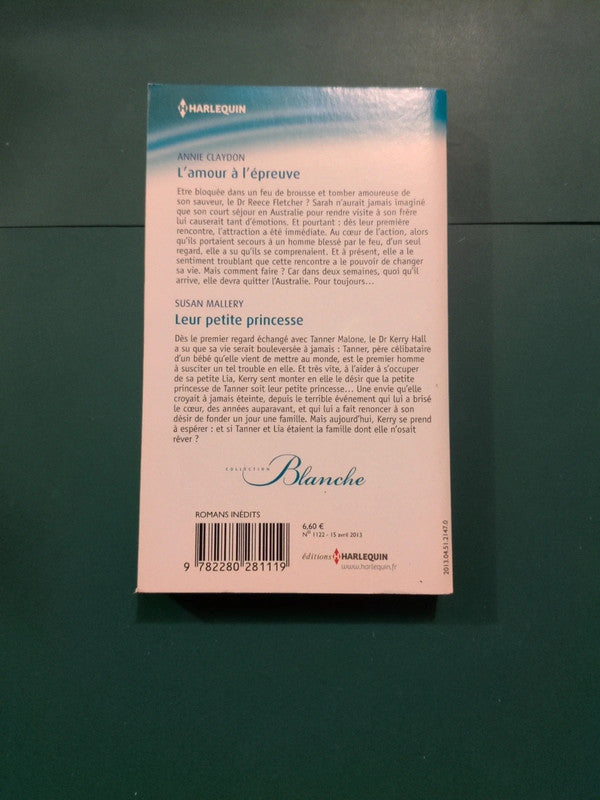 HARLEQUIN
ANNIE CLAYDON
L'amour à l'épreuve
Etre bloquée dans un feu de brousse et tomber amoureuse de
son sauveur, le Dr Reece Fletcher ? Sarah n'aurait jamais imaginé
que son court séjour en Australie pour rendre visite à son frère
lui causerait tant d'émotions. Et pourtant : dès leur première
rencontre, l'attraction a été immédiate. Au cœur de l'action, alors
qu'ils portaient secours à un homme blessé par le feu, d'un seul
regard, elle a su qu'ils se comprenaient. Et à présent, elle a le
sentiment troublant que cette rencontre a le pouvoir de changer
sa vie. Mais comment faire ? Car dans deux semaines, quoi qu'il
arrive, elle devra quitter l'Australie. Pour toujours...
SUSAN MALLERY
Leur petite princesse
Dès le premier regard échangé avec Tanner Malone, le Dr Kerry Hall
a su que sa vie serait bouleversée à jamais : Tanner, père célibataire
d'un bébé qu'elle vient de mettre au monde, est le premier homme
à susciter un tel trouble en elle. Et très vite, à l'aider à s'occuper
de sa petite Lia, Kerry sent monter en elle le désir que la petite
princesse de Tanner soit leur petite princesse... Une envie qu'elle
croyait à jamais éteinte, depuis le terrible événement qui lui a brisé
le cœur, des années auparavant, et qui lui a fait renoncer à son
désir de fonder un jour une famille. Mais aujourd'hui, Kerry se prend
à espérer : et si Tanner et Lia étaient la famille dont elle n'osait
rêver ?
COLLECTION Blanche
ROMANS INÉDITS
6,60 €
N° 1122 - 15 avril 2013
9 782280 281119
éditions HARLEQUIN
www.harlequin.fr
2013.04.51.2147.0